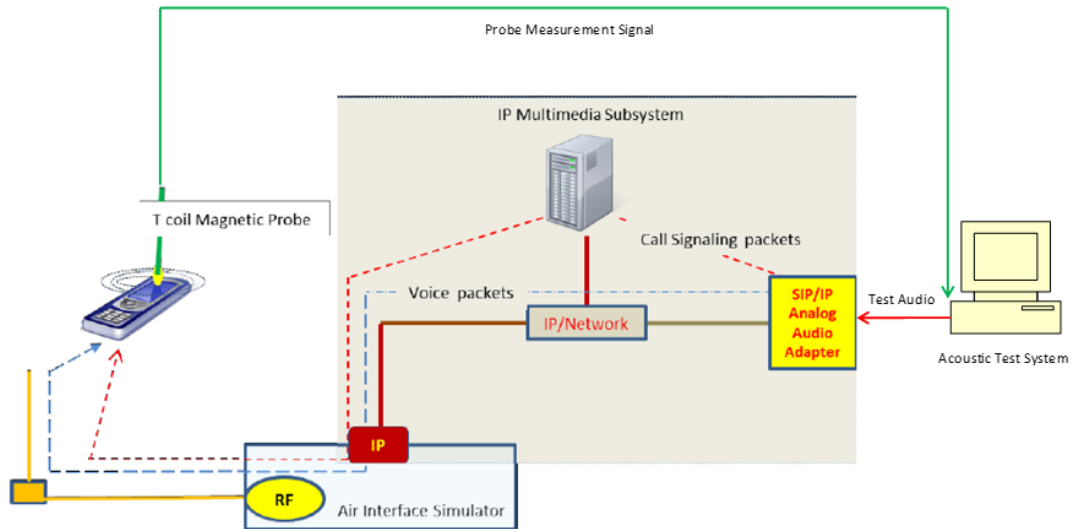 Probe Measurement Signal
IP Multimedia Subsystem
T coil Magnetic Probe
Call Signaling packets
Voice packets
IP/Network
SIP/IP
Analog
Audio
Adapter
Test Audio
Acoustic Test System
IP
RF
Air Interface Simulator